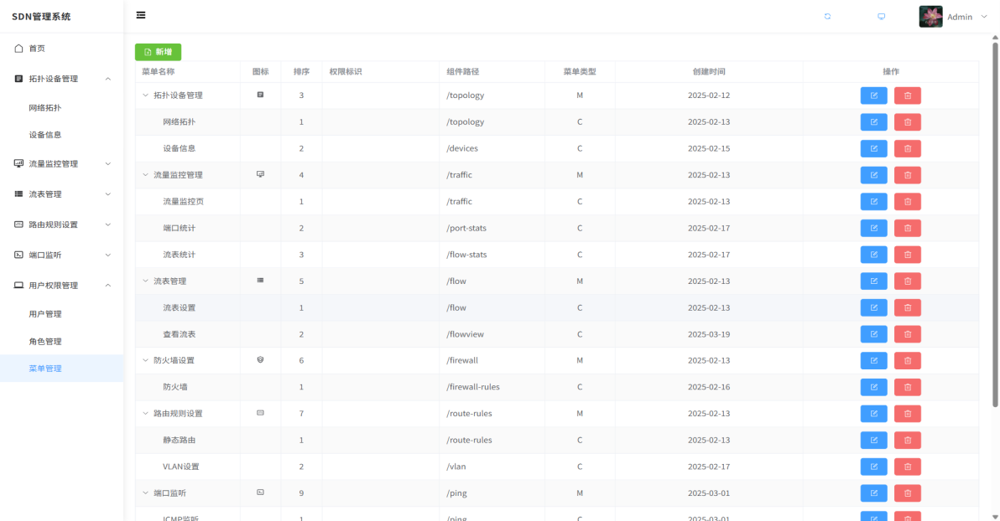 SDN管理系统
Admin
首页
拓扑设备管理
网络拓扑
设备信息
流量监控管理
流表管理
路由规则设置
端口监听
用户权限管理
用户管理
角色管理
菜单管理
新增
菜单名称 图标 排序 权限标识 组件路径 菜单类型 创建时间 操作
拓扑设备管理 3 /topology M 2025-02-12
网络拓扑 1 /topology C 2025-02-13
设备信息 2 /devices C 2025-02-15
流量监控管理 4 /traffic M 2025-02-13
流量监控页 1 /traffic C 2025-02-13
端口统计 2 /port-stats C 2025-02-17
流表统计 3 /flow-stats C 2025-02-17
流表管理 5 /flow M 2025-02-13
流表设置 1 /flow C 2025-02-13
查看流表 2 /flowview C 2025-03-19
防火墙设置 6 /firewall M 2025-02-13
防火墙 1 /firewall-rules C 2025-02-16
路由规则设置 7 /route-rules M 2025-02-13
静态路由 1 /route-rules C 2025-02-13
VLAN设置 2 /vlan C 2025-02-17
端口监听 9 /ping M 2025-03-01
ICMP监听 1 /ping C 2025-03-01